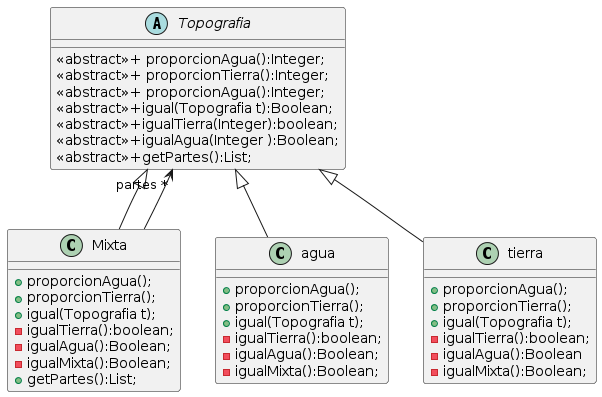 A Topografia
«abstract»+ proporcionAgua():Integer;
«abstract»+ proporcionTierra():Integer;
«abstract»+ proporcionAgua():Integer;
«abstract»+igual(Topografia t):Boolean;
«abstract»+igualTierra(Integer):boolean;
«abstract»+igualAgua(Integer ):Boolean;
«abstract»+getPartes():List;
partes *
C Mixta
proporcionAgua();
proporcionTierra();
igual(Topografia t);
igualTierra():boolean;
igualAgua():Boolean;
igualMixta():Boolean;
getPartes():List;
C agua
proporcionAgua();
proporcionTierra();
igual(Topografia t);
igualTierra():boolean;
igualAgua():Boolean;
igualMixta():Boolean;
C tierra
proporcionAgua();
proporcionTierra();
igual(Topografia t);
igualTierra():boolean;
igualAgua():Boolean
igualMixta():Boolean;